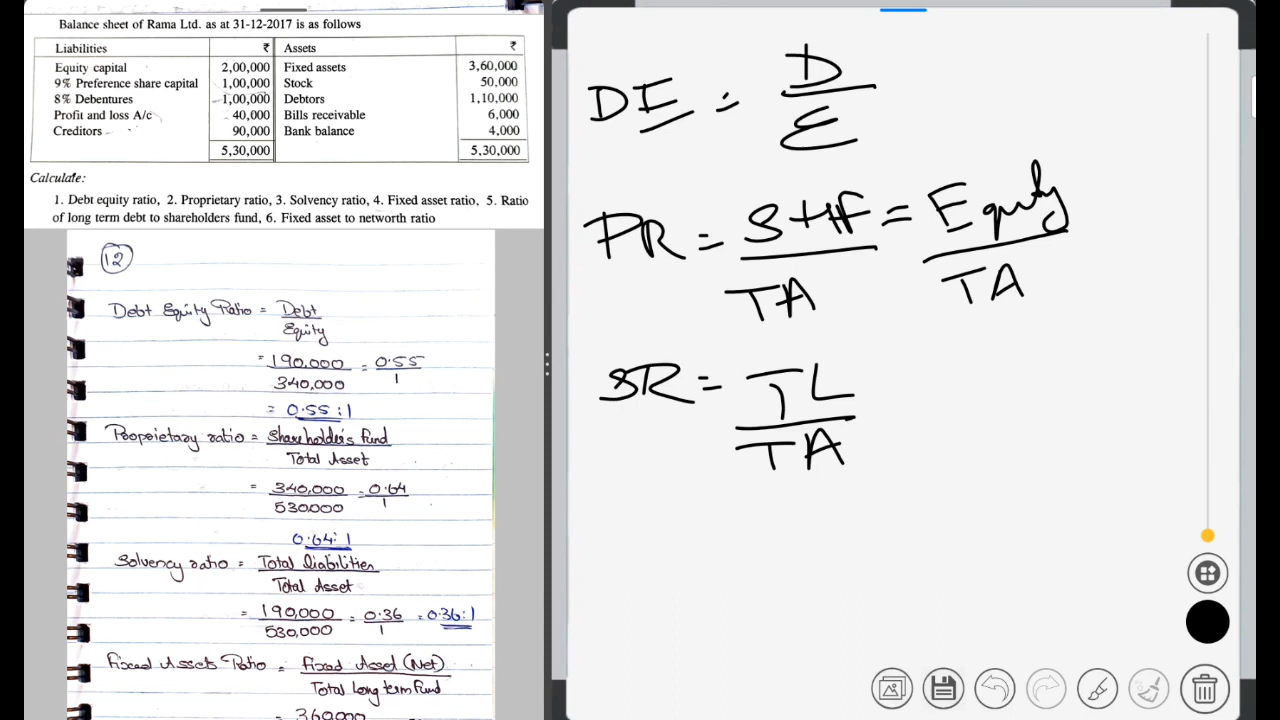 Balance sheet of Rama Ltd. as at 31-12-2017 is as follows
Liabilities ₹ Assets ₹
Equity capital 2,00,000 Fixed assets 3,60,000
9% Preference share capital 1,00,000 Stock 50,000
8% Debentures 1,00,000 Debtors 1,10,000
Profit and loss A/c 40,000 Bills receivable 6,000
Creditors 90,000 Bank balance 4,000
5,30,000 5,30,000
Calculate:
1. Debt equity ratio, 2. Proprietary ratio, 3. Solvency ratio, 4. Fixed asset ratio, 5. Ratio
of long term debt to shareholders fund, 6. Fixed asset to networth ratio
12
Debt Equity Ratio = Debt
Equity
= 190,000 = 0.55
340,000 1
= 0.55:1
Proprietary ratio = Shareholder's Fund
Total Asset
= 340,000 = 0.64
530,000 1
0.64:1
Solvency ratio = Total liabilities
Total Asset
= 190,000 = 0.36 = 0.36:1
530,000 1
Fixed Assets Ratio = Fixed Asset (Net)
Total Long term Fund
= 360,000
DE = D
E
PR = SHF = Equity
TA TA
SR = TL
TA